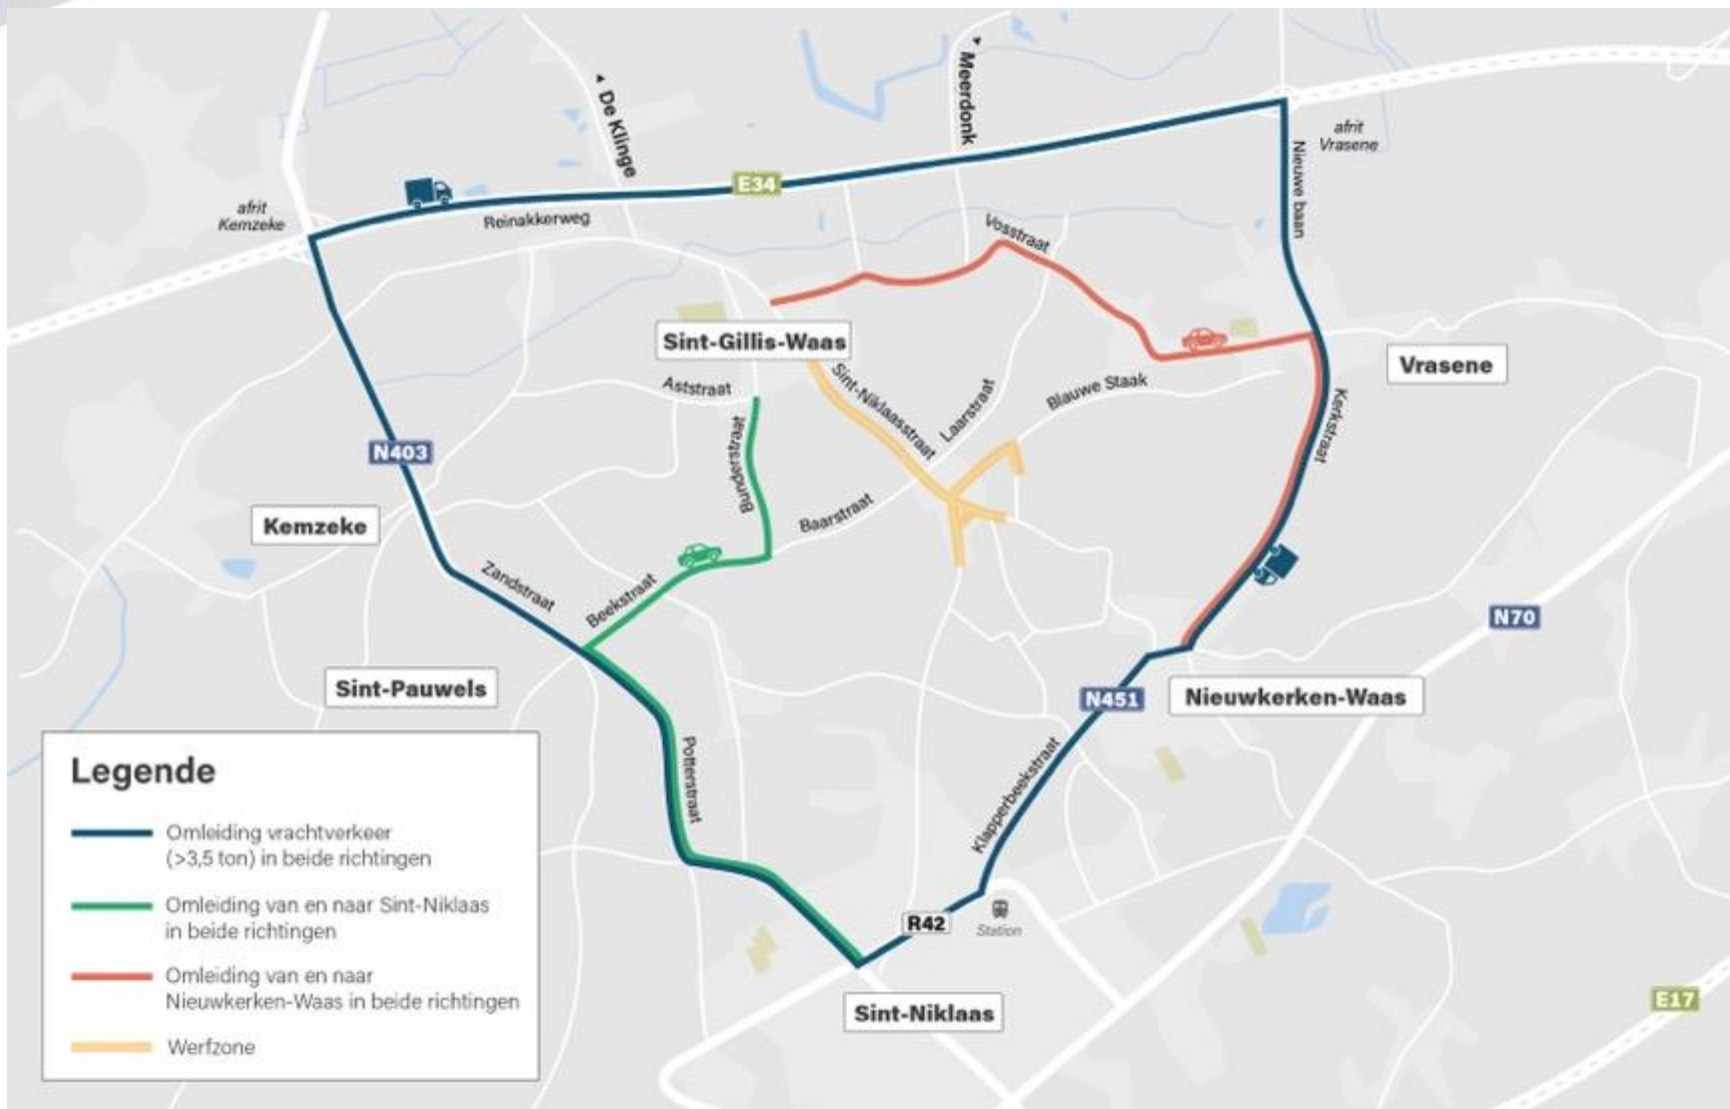 De Klinge
Meerdonk
afrit
Vrasene
Nieuwe baan
E34
afrit
Kemzeke
Reinakkerweg
Vosstraat
Sint-Gillis-Waas
Vrasene
Aststraat
Sint-Niklaasstraat
Laarstraat
Blauwe Staak
Kerkstraat
Bunderstraat
N403
Baarstraat
Kemzeke
Zandstraat
Beekstraat
N70
Sint-Pauwels
N451
Nieuwkerken-Waas
Potterstraat
Klapperbeekstraat
Legende
Omleiding vrachtverkeer
(>3,5 ton) in beide richtingen
Omleiding van en naar Sint-Niklaas
in beide richtingen
Omleiding van en naar
Nieuwkerken-Waas in beide richtingen
Werfzone
R42
Station
Sint-Niklaas
E17